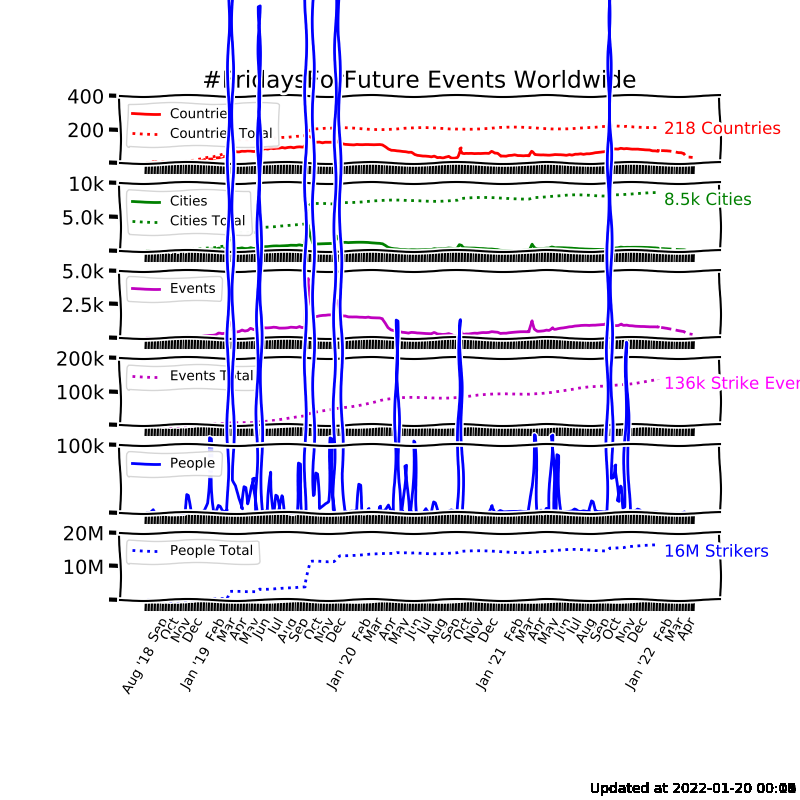 #FridaysForFuture Events Worldwide
400
200
Countries
Countries Total
218 Countries
10k
5.0k
Cities
Cities Total
8.5k Cities
5.0k
2.5k
Events
200k
100k
Events Total
136k Strike Even
100k
People
20M
10M
People Total
16M Strikers
Aug '18 Sep Oct Nov Dec Jan '19 Feb Mar Apr May Jun Jul Aug Sep Oct Nov Dec Jan '20 Feb Mar Apr May Jun Jul Aug Sep Oct Nov Dec Jan '21 Feb Mar Apr May Jun Jul Aug Sep Oct Nov Dec Jan '22 Feb Mar Apr
Updated at 2022-01-20 00: